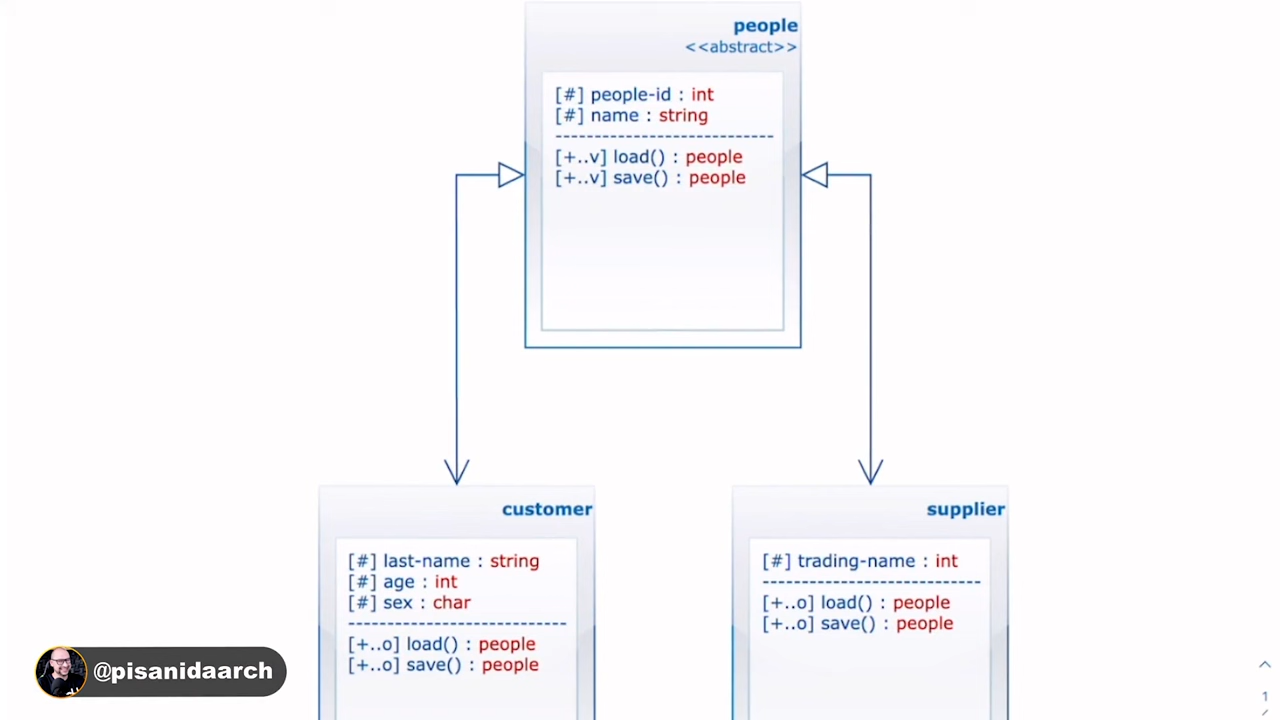 people
<<abstract>>
[#] people-id : int
[#] name : string
[+..v] load() : people
[+..v] save() : people
customer
[#] last-name : string
[#] age : int
[#] sex : char
[+..o] load() : people
[+..o] save() : people
supplier
[#] trading-name : int
[+..o] load() : people
[+..o] save() : people
@pisanidaarch
1